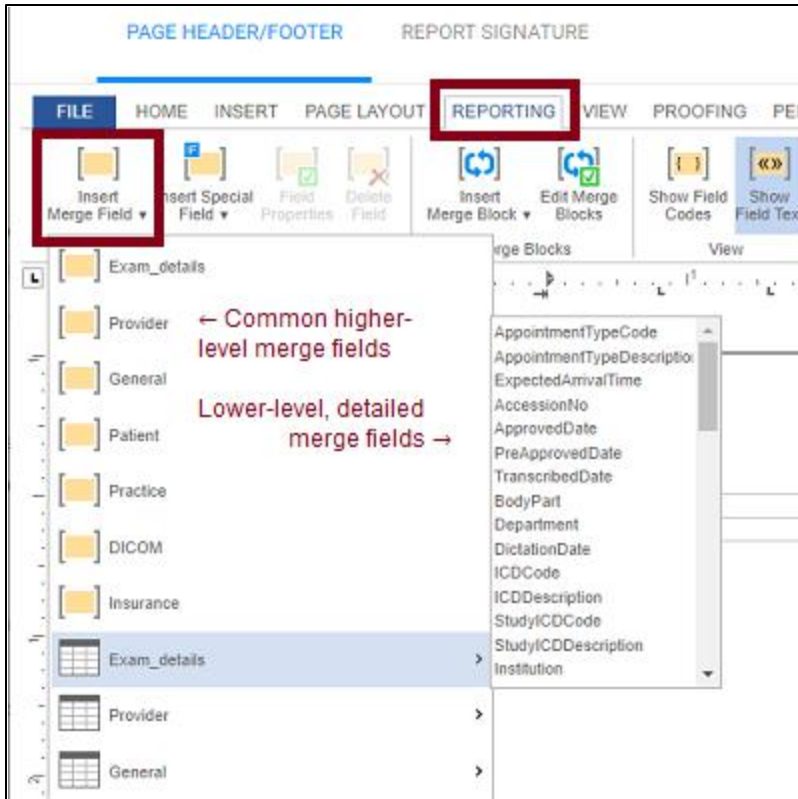 PAGE HEADER/FOOTER REPORT SIGNATURE
FILE HOME INSERT PAGE LAYOUT REPORTING VIEW PROOFING
Insert Merge Field Insert Special Field Field Properties Delete Field Insert Merge Block Edit Merge Blocks Show Field Codes Show Field
Blocks View
L
Exam_details
Provider
← Common higher-
level merge fields
General
Lower-level, detailed
merge fields →
Patient
Practice
DICOM
Insurance
Exam_details
Provider
General
AppointmentTypeCode
AppointmentTypeDescriptio
ExpectedArrivalTime
AccessionNo
ApprovedDate
PreApprovedDate
TranscribedDate
BodyPart
Department
DictationDate
ICDCode
ICDDescription
StudyICDCode
StudyICDDescription
Institution
1